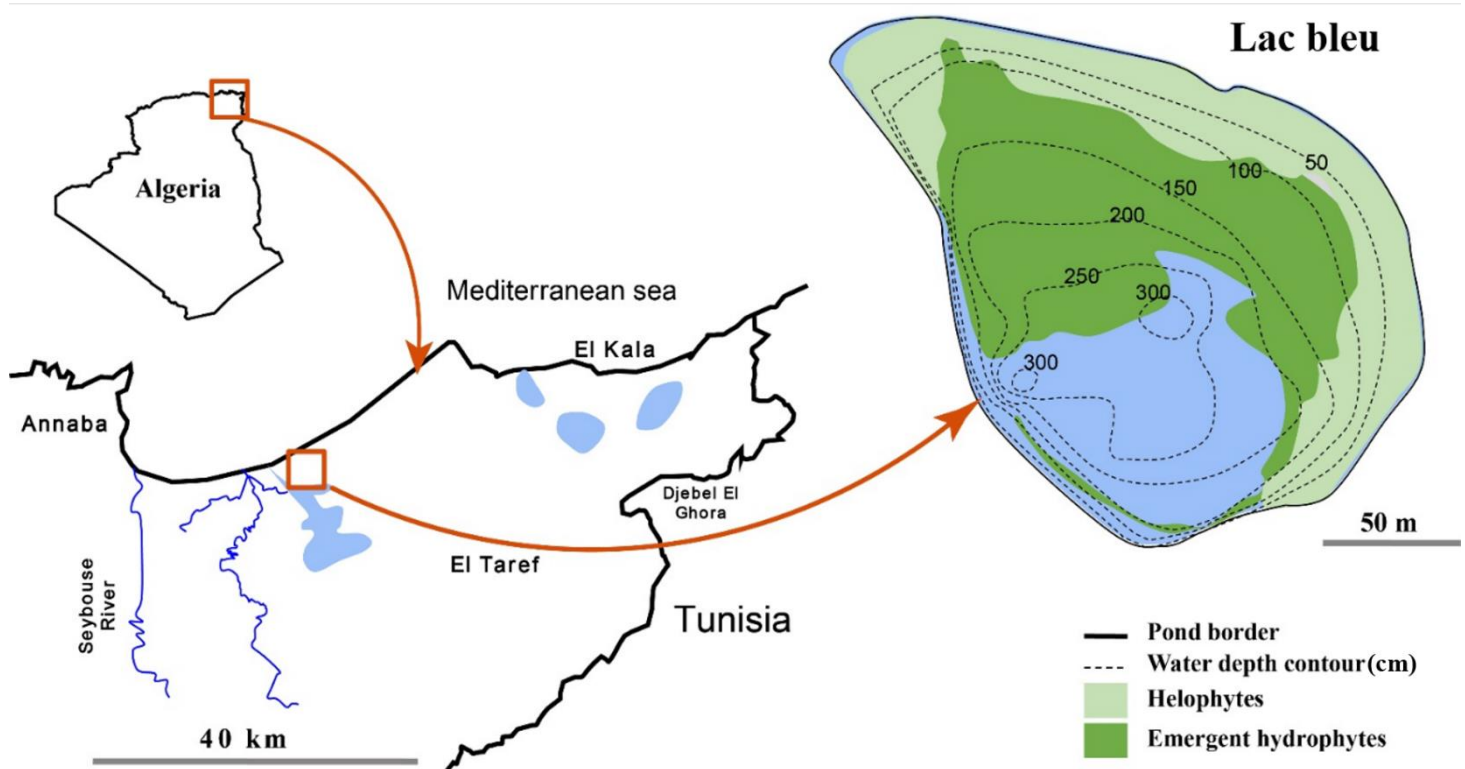 Lac bleu
Algeria
Mediterranean sea
El Kala
Annaba
Djebel El
Ghora
El Taref
Seybouse
River
Tunisia
40 km
50
100
150
200
250
300
300
50 m
Pond border
Water depth contour(cm)
Helophytes
Emergent hydrophytes